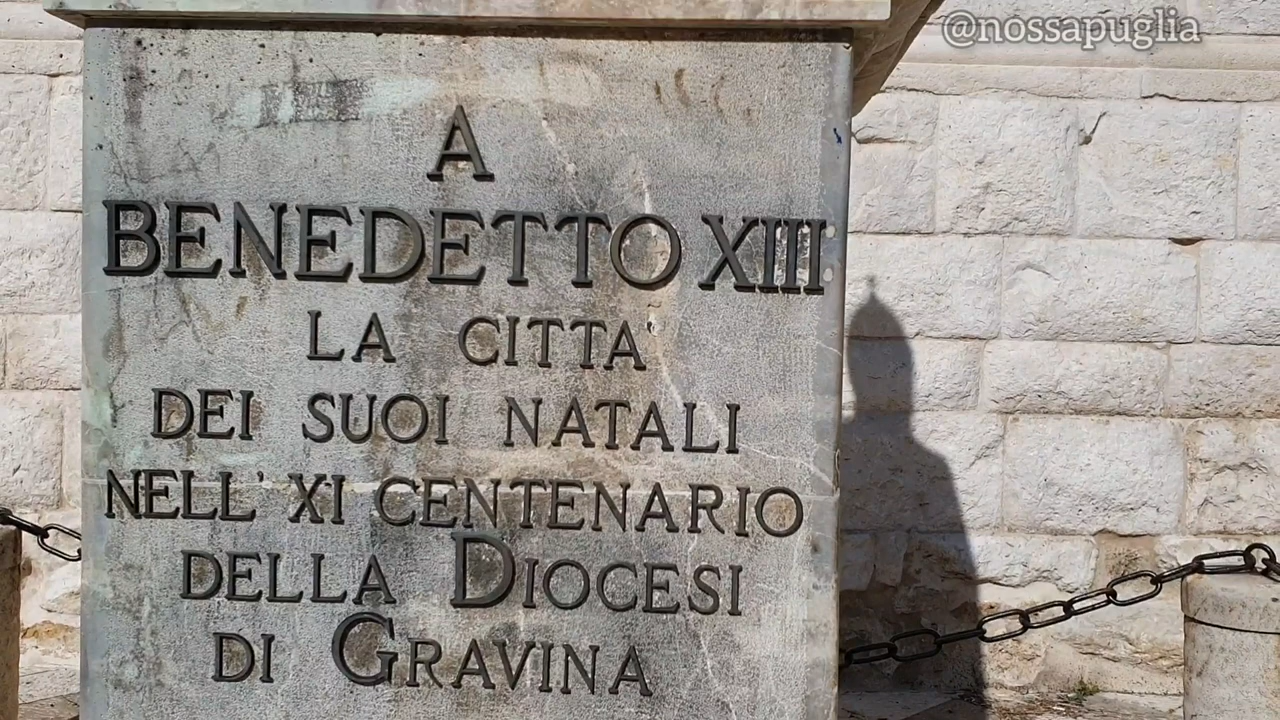 @nossapuglia
A
BENEDETTO XIII
LA CITTA
DEI SUOI NATALI
NELL' XI CENTENARIO
DELLA DIOCESI
DI GRAVINA